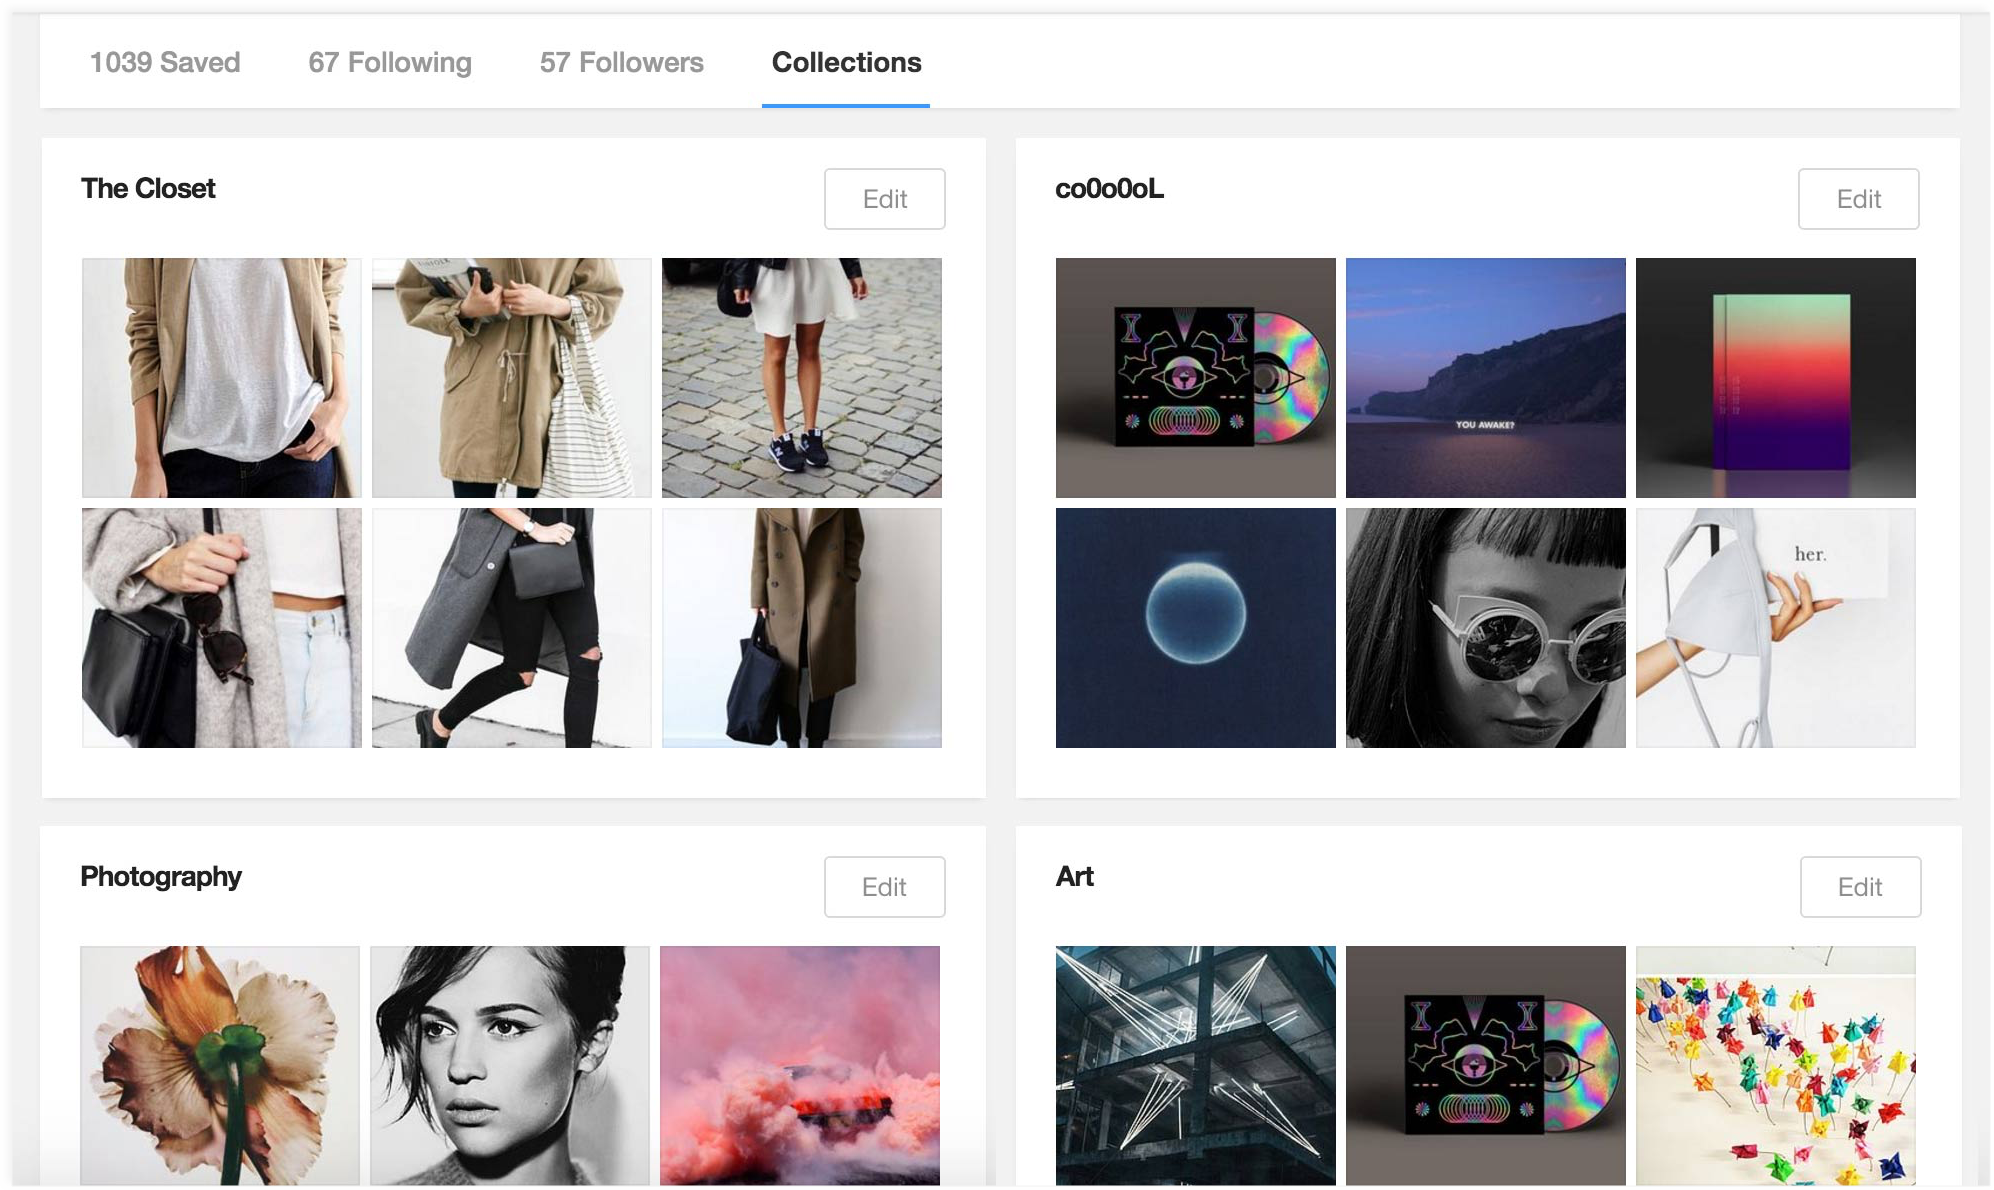 1039 Saved
67 Following
57 Followers
Collections
The Closet
Edit
co0o0oL
Edit
YOU AWAKE?
her.
Photography
Edit
Art
Edit